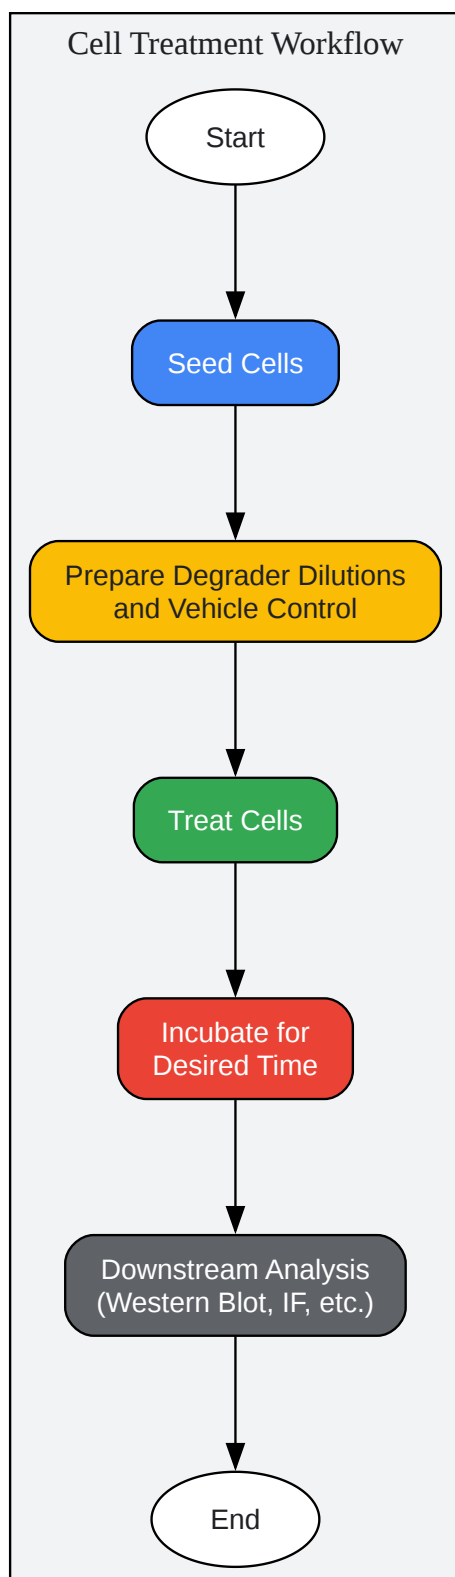 Cell Treatment Workflow
Start
Seed Cells
Prepare Degrader Dilutions
and Vehicle Control
Treat Cells
Incubate for
Desired Time
Downstream Analysis
(Western Blot, IF, etc.)
End